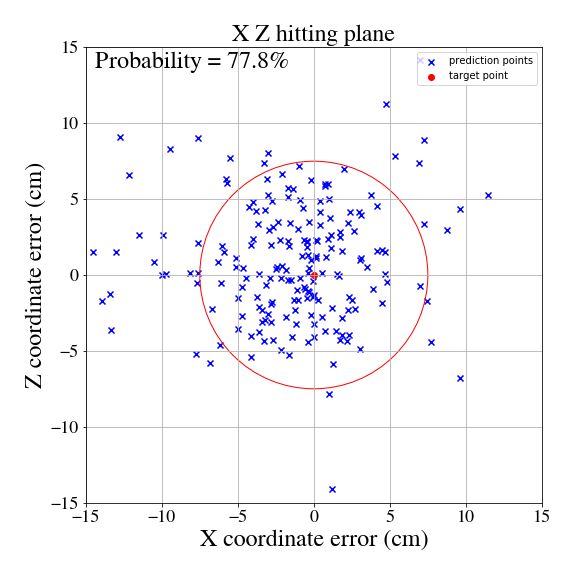 X Z hitting plane
Probability = 77.8%
prediction points
target point
15
10
5
0
−5
−10
−15
Z coordinate error (cm)
−15
−10
−5
0
5
10
15
X coordinate error (cm)